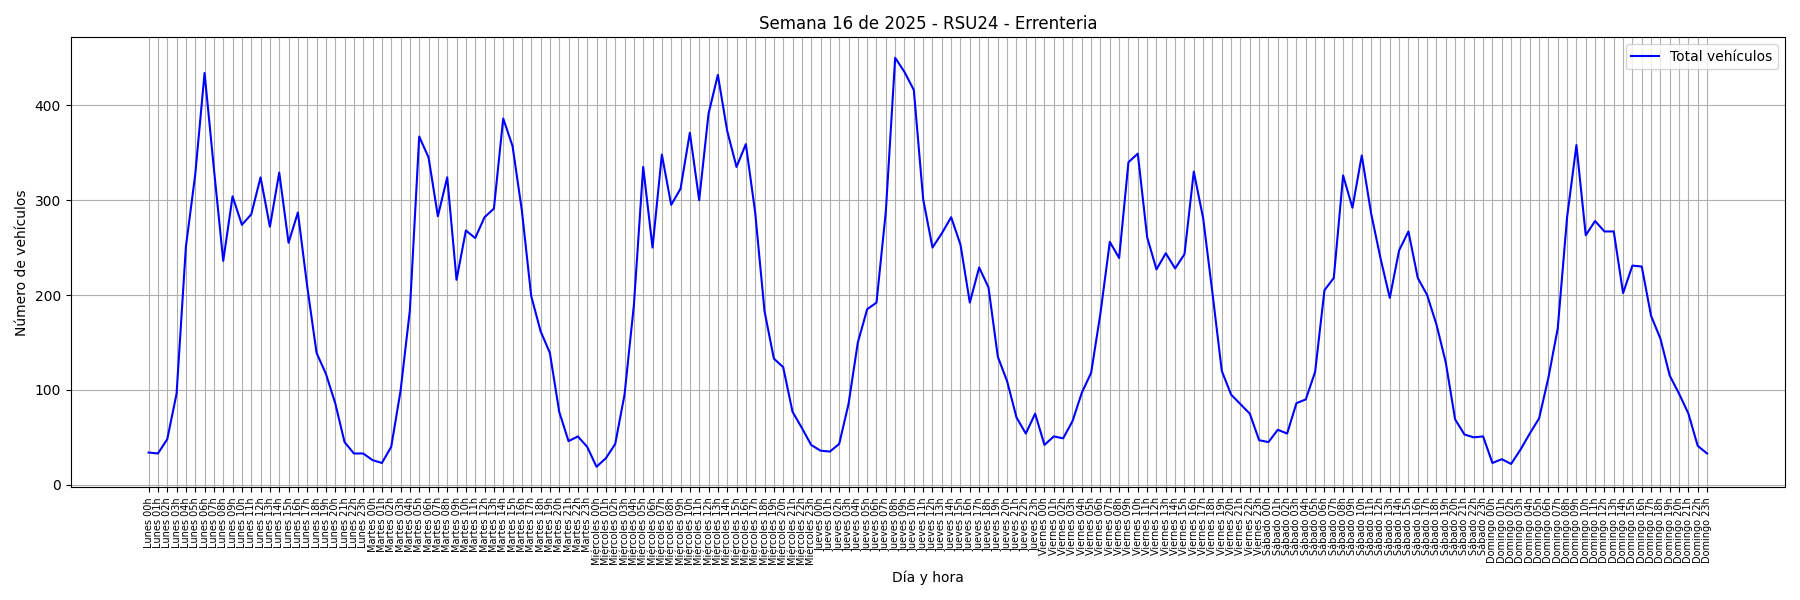 Semana 16 de 2025 - RSU24 - Errenteria
Total vehículos
Número de vehículos
400
300
200
100
0
Lunes 00h
Lunes 01h
Lunes 02h
Lunes 03h
Lunes 04h
Lunes 05h
Lunes 06h
Lunes 07h
Lunes 08h
Lunes 09h
Lunes 10h
Lunes 11h
Lunes 12h
Lunes 13h
Lunes 14h
Lunes 15h
Lunes 16h
Lunes 17h
Lunes 18h
Lunes 19h
Lunes 20h
Lunes 21h
Lunes 22h
Lunes 23h
Martes 00h
Martes 01h
Martes 02h
Martes 03h
Martes 04h
Martes 05h
Martes 06h
Martes 07h
Martes 08h
Martes 09h
Martes 10h
Martes 11h
Martes 12h
Martes 13h
Martes 14h
Martes 15h
Martes 16h
Martes 17h
Martes 18h
Martes 19h
Martes 20h
Martes 21h
Martes 22h
Martes 23h
Miércoles 00h
Miércoles 01h
Miércoles 02h
Miércoles 03h
Miércoles 04h
Miércoles 05h
Miércoles 06h
Miércoles 07h
Miércoles 08h
Miércoles 09h
Miércoles 10h
Miércoles 11h
Miércoles 12h
Miércoles 13h
Miércoles 14h
Miércoles 15h
Miércoles 16h
Miércoles 17h
Miércoles 18h
Miércoles 19h
Miércoles 20h
Miércoles 21h
Miércoles 22h
Miércoles 23h
Jueves 00h
Jueves 01h
Jueves 02h
Jueves 03h
Jueves 04h
Jueves 05h
Jueves 06h
Jueves 07h
Jueves 08h
Jueves 09h
Jueves 10h
Jueves 11h
Jueves 12h
Jueves 13h
Jueves 14h
Jueves 15h
Jueves 16h
Jueves 17h
Jueves 18h
Jueves 19h
Jueves 20h
Jueves 21h
Jueves 22h
Jueves 23h
Viernes 00h
Viernes 01h
Viernes 02h
Viernes 03h
Viernes 04h
Viernes 05h
Viernes 06h
Viernes 07h
Viernes 08h
Viernes 09h
Viernes 10h
Viernes 11h
Viernes 12h
Viernes 13h
Viernes 14h
Viernes 15h
Viernes 16h
Viernes 17h
Viernes 18h
Viernes 19h
Viernes 20h
Viernes 21h
Viernes 22h
Viernes 23h
Sábado 00h
Sábado 01h
Sábado 02h
Sábado 03h
Sábado 04h
Sábado 05h
Sábado 06h
Sábado 07h
Sábado 08h
Sábado 09h
Sábado 10h
Sábado 11h
Sábado 12h
Sábado 13h
Sábado 14h
Sábado 15h
Sábado 16h
Sábado 17h
Sábado 18h
Sábado 19h
Sábado 20h
Sábado 21h
Sábado 22h
Sábado 23h
Domingo 00h
Domingo 01h
Domingo 02h
Domingo 03h
Domingo 04h
Domingo 05h
Domingo 06h
Domingo 07h
Domingo 08h
Domingo 09h
Domingo 10h
Domingo 11h
Domingo 12h
Domingo 13h
Domingo 14h
Domingo 15h
Domingo 16h
Domingo 17h
Domingo 18h
Domingo 19h
Domingo 20h
Domingo 21h
Domingo 22h
Domingo 23h
Día y hora